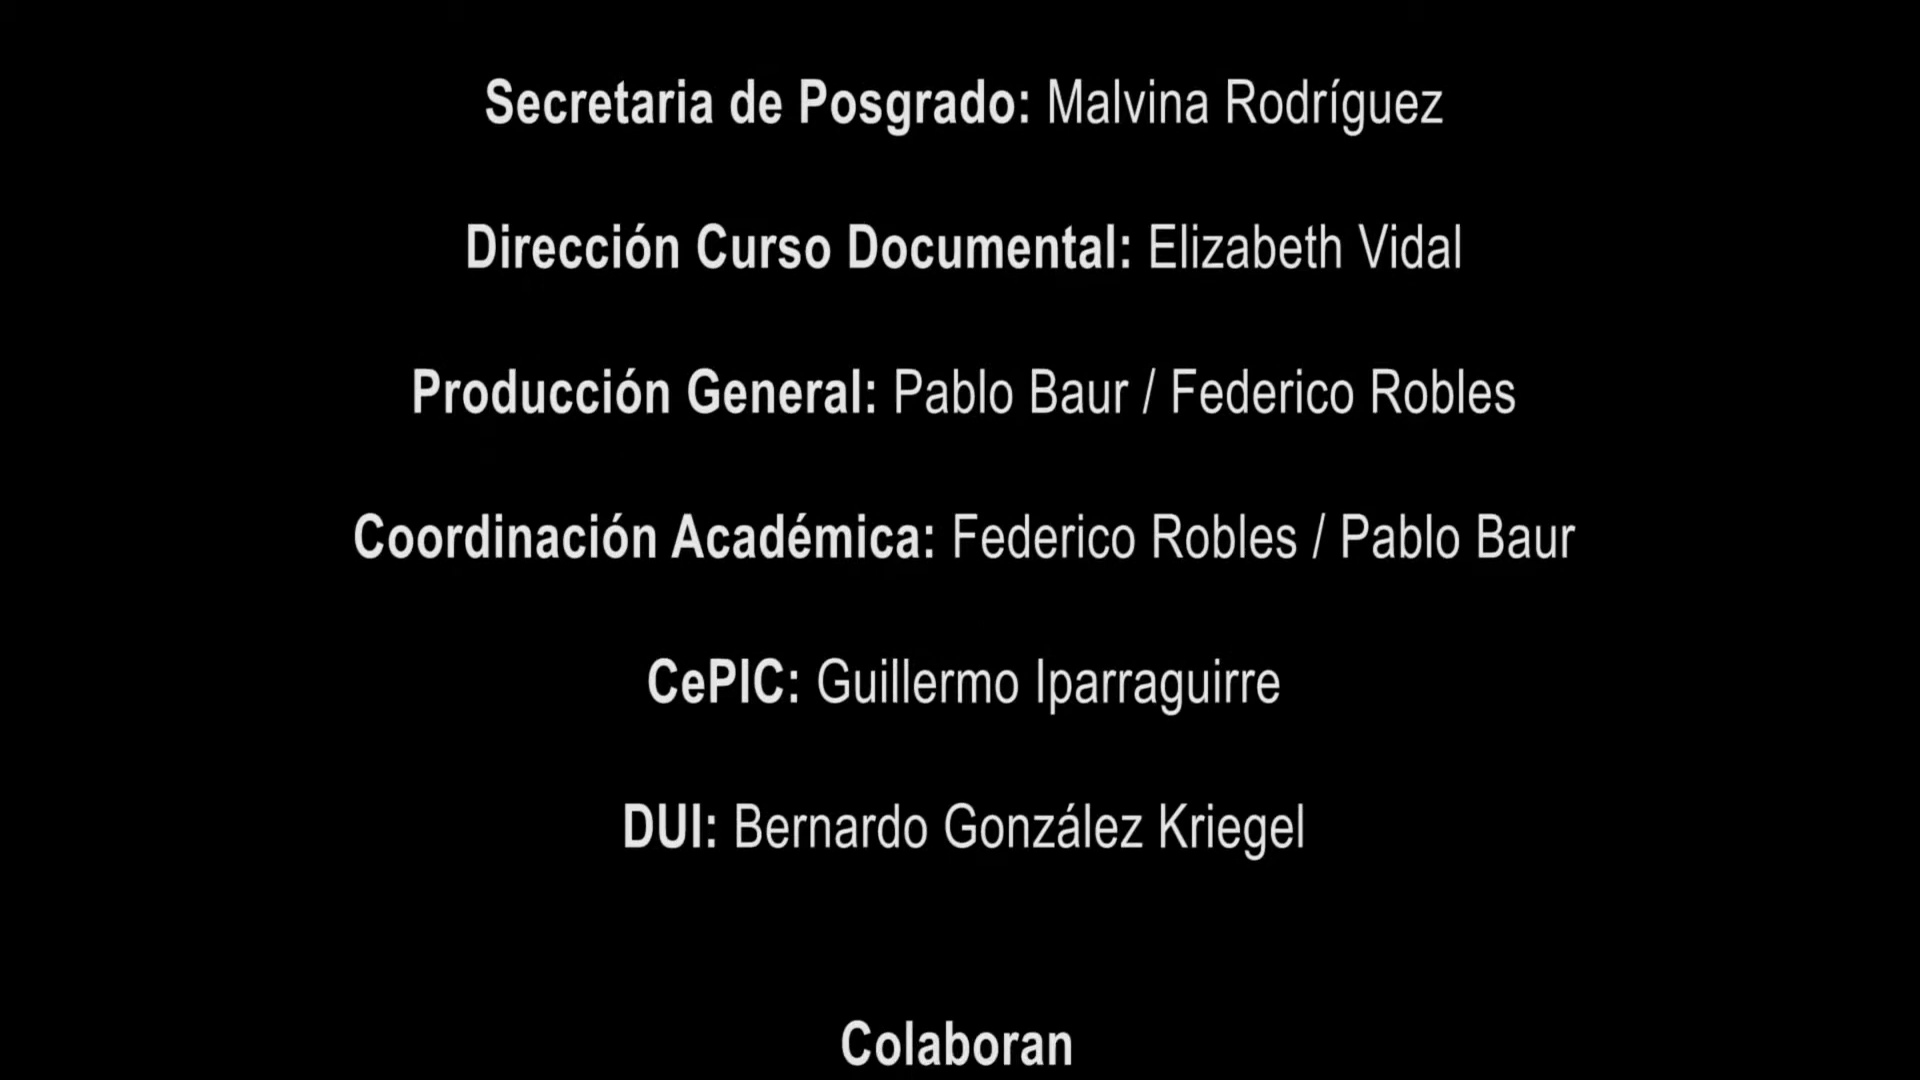 Secretaria de Posgrado: Malvina Rodríguez
Dirección Curso Documental: Elizabeth Vidal
Producción General: Pablo Baur / Federico Robles
Coordinación Académica: Federico Robles / Pablo Baur
CePIC: Guillermo Iparraguirre
DUI: Bernardo González Kriegel
Colaboran